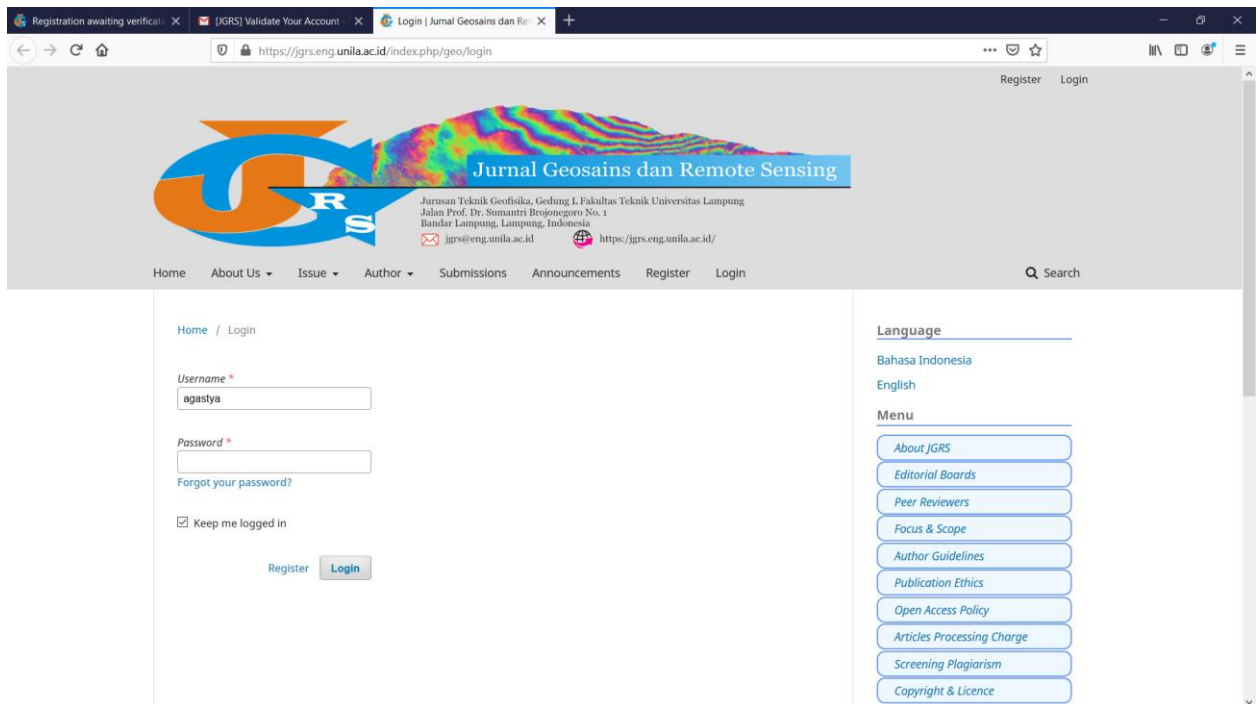 Registration awaiting verificati
[JGRS] Validate Your Account -
Login | Jurnal Geosains dan Re
https://jgrs.eng.unila.ac.id/index.php/geo/login
Register Login
JGRS
Jurnal Geosains dan Remote Sensing
Jurusan Teknik Geofisika, Gedung L Fakultas Teknik Universitas Lampung
Jalan Prof. Dr. Sumantri Brojonegoro No. 1
Bandar Lampung, Lampung, Indonesia
jgrs@eng.unila.ac.id https:/jgrs.eng.unila.ac.id/
Home About Us Issue Author Submissions Announcements Register Login Search
Home / Login
Username *
agastya
Password *
Forgot your password?
Keep me logged in
Register Login
Language
Bahasa Indonesia
English
Menu
About JGRS
Editorial Boards
Peer Reviewers
Focus & Scope
Author Guidelines
Publication Ethics
Open Access Policy
Articles Processing Charge
Screening Plagiarism
Copyright & Licence